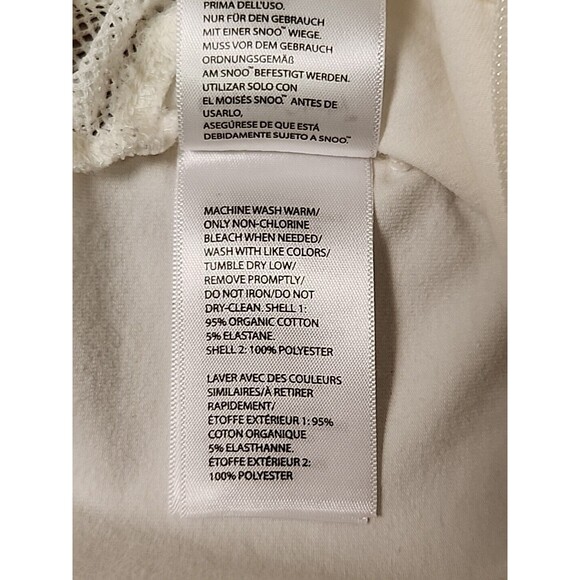 PRIMA DELL'USO.
NUR FÜR DEN GEBRAUCH
MIT EINER SNOO™ WIEGE.
MUSS VOR DEM GEBRAUCH
ORDNUNGSGEMÄß
AM SNOO™ BEFESTIGT WERDEN.
UTILIZAR SOLO CON
EL MOISÉS SNOO™. ANTES DE
USARLO,
ASEGÚRESE DE QUE ESTÁ
DEBIDAMENTE SUJETO A SNOO™.
MACHINE WASH WARM/
ONLY NON-CHLORINE
BLEACH WHEN NEEDED/
WASH WITH LIKE COLORS/
TUMBLE DRY LOW/
REMOVE PROMPTLY/
DO NOT IRON/DO NOT
DRY-CLEAN. SHELL 1:
95% ORGANIC COTTON
5% ELASTANE.
SHELL 2: 100% POLYESTER
LAVER AVEC DES COULEURS
SIMILAIRES/À RETIRER
RAPIDEMENT/
ÉTOFFE EXTÉRIEUR 1: 95%
COTON ORGANIQUE
5% ELASTHANNE.
ÉTOFFE EXTÉRIEUR 2:
100% POLYESTER